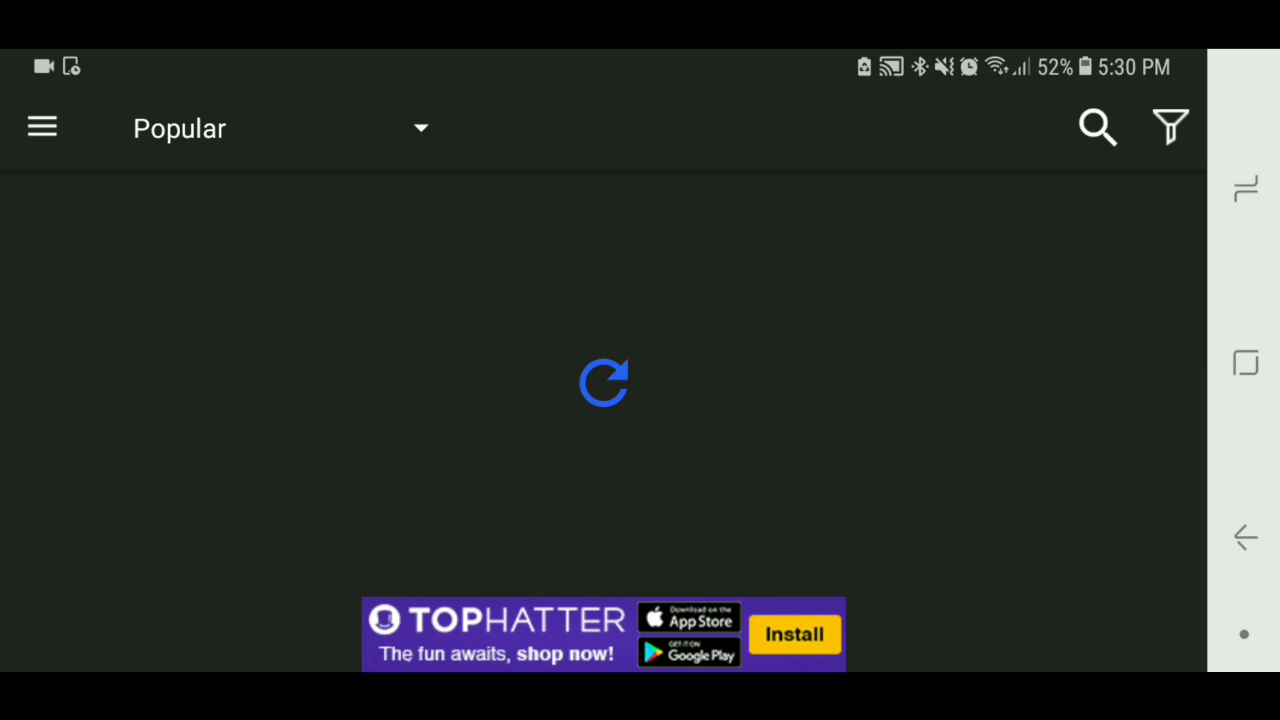 52% 5:30 PM
Popular
TOPHATTER
The fun awaits, shop now!
Download on the
App Store
GET IT ON
Google Play
Install